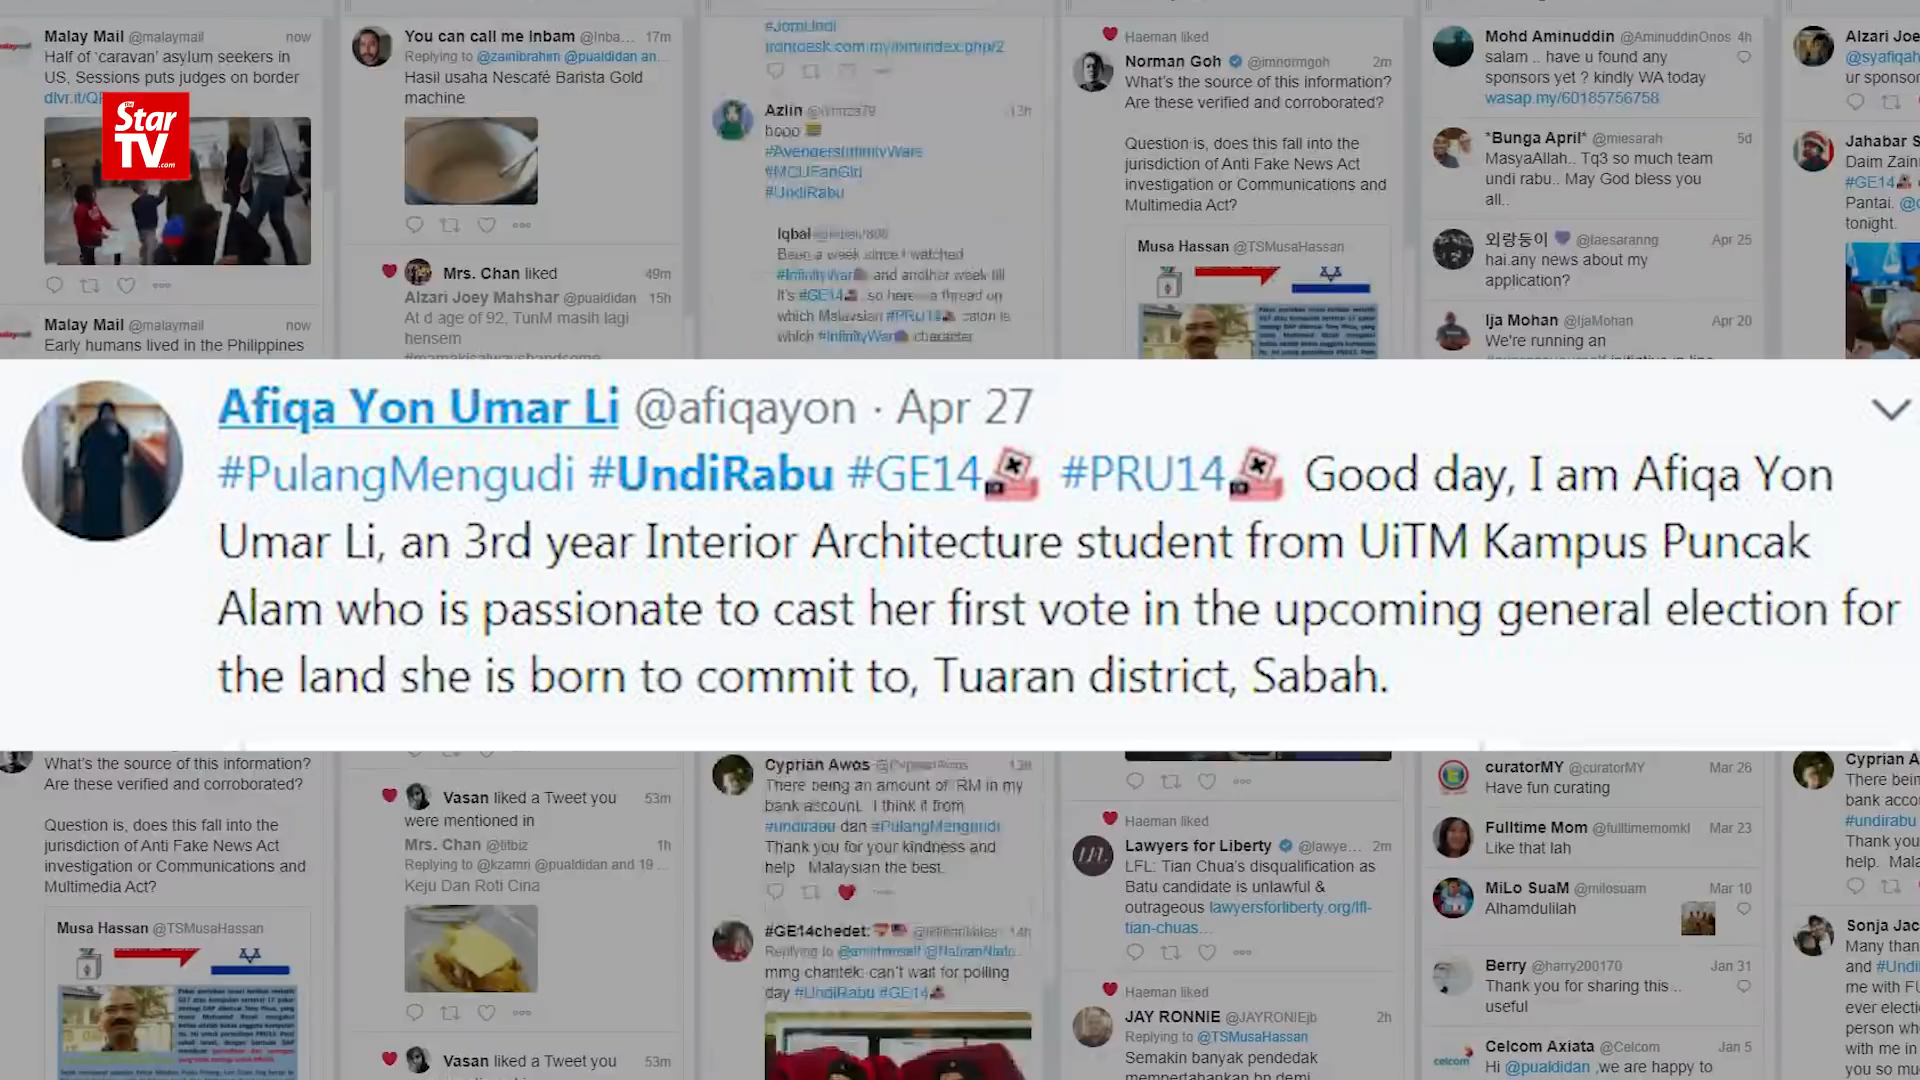 Malay Mail @malaymail now
Half of 'caravan' asylum seekers in
US, Sessions puts judges on border
Star
TV.com
Malay Mail @malaymail now
Early humans lived in the Philippines
You can call me Inbam @Inba... 17m
Replying to @zainibrahim @pualdidan an...
Hasil usaha Nescafé Barista Gold
machine
Mrs. Chan liked 49m
Alzari Joey Mahshar @pualdidan 15h
At d age of 92, TunM masih lagi
hensem
#JomUndi
Azlin 13h
#AvengersInfinityWars
#MCUFanGirl
#UndiRabu
Iqbal
Been a week since I watched
#InfinityWar and another week till
It's #GE14 so here a thread on
which Malaysian #PRU14
which #InfinityWar character
Haeman liked
Norman Goh @imnormgoh 2m
What's the source of this information?
Are these verified and corroborated?
Question is, does this fall into the
jurisdiction of Anti Fake News Act
investigation or Communications and
Multimedia Act?
Musa Hassan @TSMusaHassan
Mohd Aminuddin @AminuddinOnos 4h
salam .. have u found any
sponsors yet ? kindly WA today
wasap.my/60185756758
*Bunga April* @miesarah 5d
MasyaAllah.. Tq3 so much team
undi rabu.. May God bless you
all..
외랑둥이 💜 @laesaranng Apr 25
hai.any news about my
application?
Ija Mohan @IjaMohan Apr 20
We're running an
Alzari Joe
@syafiqah
ur sponsor
Jahabar S
Daim Zain
#GE14
Pantai.
tonight.
Afiqa Yon Umar Li @afiqayon · Apr 27
#PulangMengudi #UndiRabu #GE14 #PRU14 Good day, I am Afiqa Yon
Umar Li, an 3rd year Interior Architecture student from UiTM Kampus Puncak
Alam who is passionate to cast her first vote in the upcoming general election for
the land she is born to commit to, Tuaran district, Sabah.
What's the source of this information?
Are these verified and corroborated?
Question is, does this fall into the
jurisdiction of Anti Fake News Act
investigation or Communications and
Multimedia Act?
Musa Hassan @TSMusaHassan
Vasan liked a Tweet you 53m
were mentioned in
Mrs. Chan @litbiz 1h
Replying to @kzamri @pualdidan and 19 ...
Keju Dan Roti Cina
Vasan liked a Tweet you 53m
Cyprian Awos
There being an amount of RM in my
bank account. I think it from
#undirabu dan #PulangMengundi
Thank you for your kindness and
help Malaysian the best.
#GE14chedet: 14h
Replying to
mmg chantek can't wait for polling
day #UndiRabu #GE14
Haeman liked
Lawyers for Liberty @lawye... 2m
LFL: Tian Chua's disqualification as
Batu candidate is unlawful &
outrageous lawyersforliberty.org/lfl-
tian-chuas...
Haeman liked
JAY RONNIE @JAYRONIEjb 2h
Replying to @TSMusaHassan
Semakin banyak pendedak
curatorMY @curatorMY Mar 26
Have fun curating
Fulltime Mom @fulltimemomkl Mar 23
Like that lah
MiLo SuaM @milosuam Mar 10
Alhamdulilah
Berry @harry200170 Jan 31
Thank you for sharing this ..
useful
Celcom Axiata @Celcom Jan 5
Hi @pualdidan ,we are happy to
Cyprian A
There bein
bank acco
#undirabu
Thank you
help. Mala
Sonja Jac
Many than
and #Undi
me with FU
ever electi
person wh
with me in
you so mu